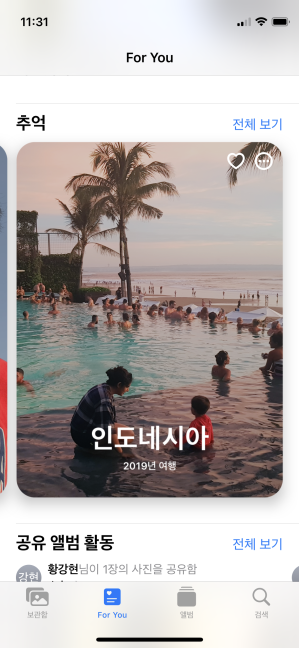 11:31
For You
추억
전체 보기
인도네시아
2019년 여행
공유 앨범 활동
전체 보기
강현
황강현님이 1장의 사진을 공유함
보관함
For You
앨범
검색